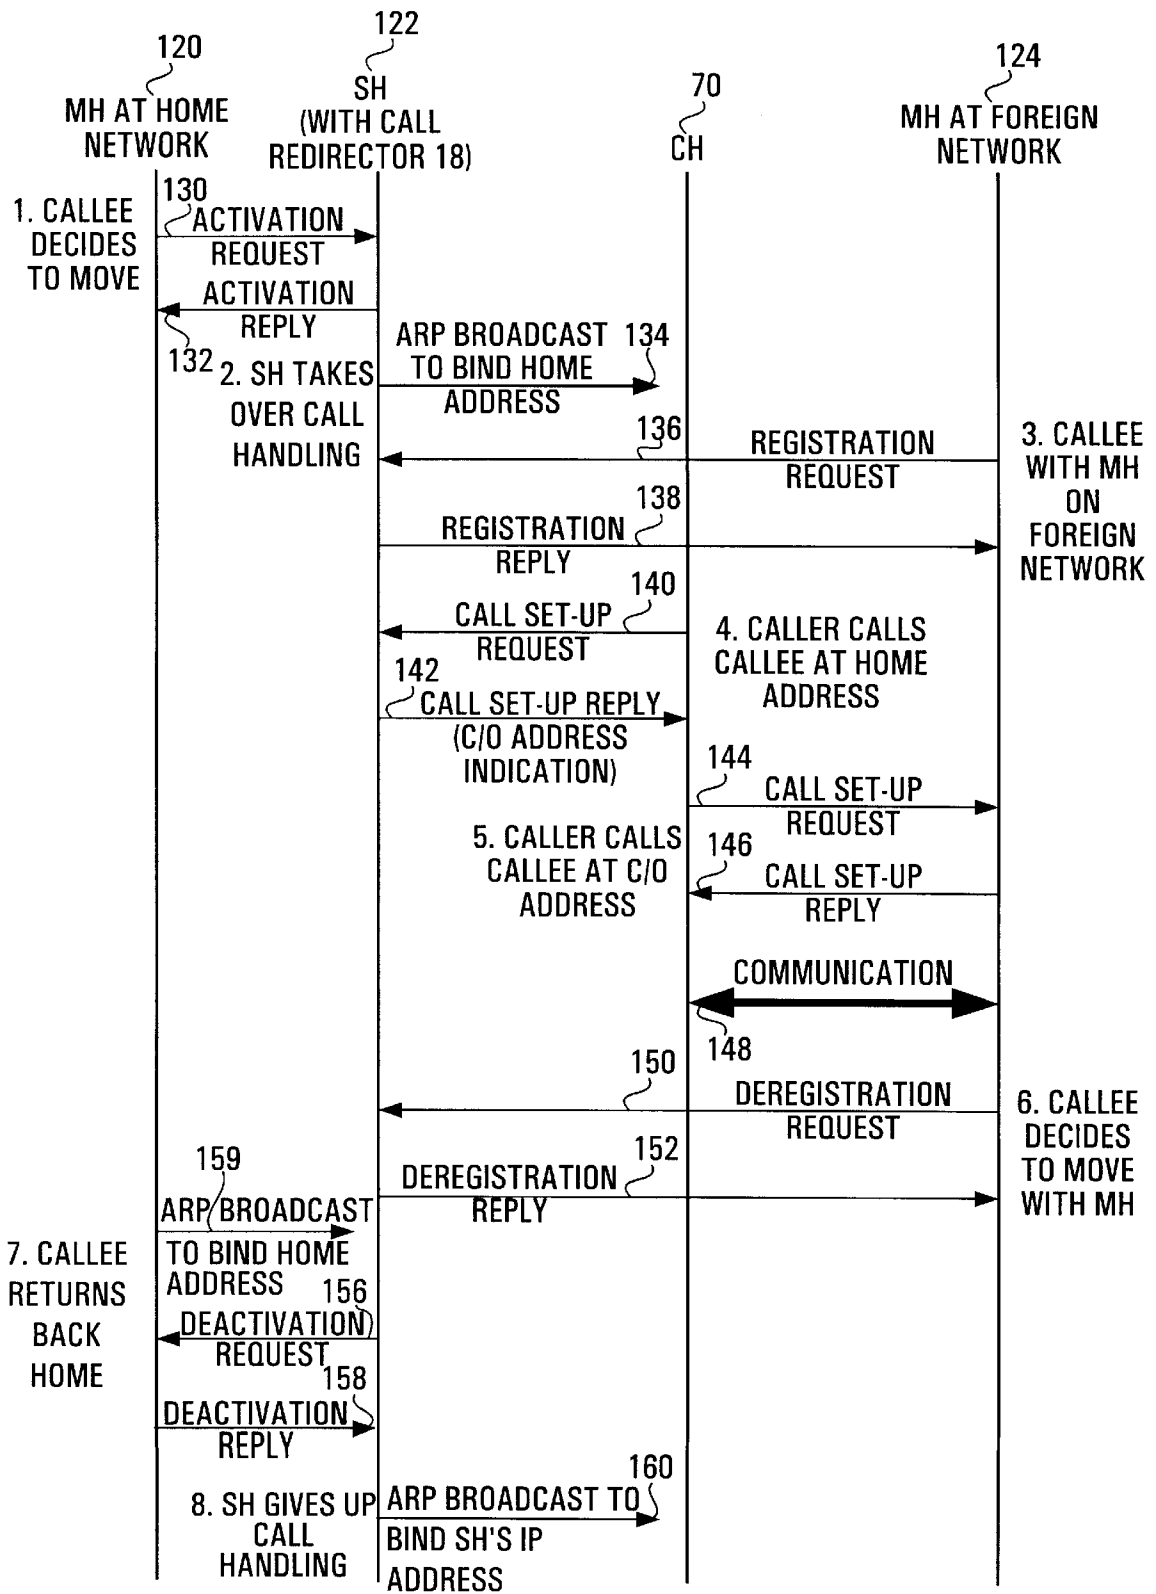 120
122
124
70
MH AT HOME
NETWORK
SH
(WITH CALL
REDIRECTOR 18)
CH
MH AT FOREIGN
NETWORK
1. CALLEE
DECIDES
TO MOVE
130
ACTIVATION
REQUEST
ACTIVATION
REPLY
132
2. SH TAKES
OVER CALL
HANDLING
ARP BROADCAST
TO BIND HOME
ADDRESS
134
136
REGISTRATION
REQUEST
3. CALLEE
WITH MH
ON
FOREIGN
NETWORK
138
REGISTRATION
REPLY
140
CALL SET-UP
REQUEST
4. CALLER CALLS
CALLEE AT HOME
ADDRESS
142
CALL SET-UP REPLY
(C/O ADDRESS
INDICATION)
144
CALL SET-UP
REQUEST
5. CALLER CALLS
CALLEE AT C/O
ADDRESS
146
CALL SET-UP
REPLY
COMMUNICATION
148
150
DEREGISTRATION
REQUEST
6. CALLEE
DECIDES
TO MOVE
WITH MH
152
DEREGISTRATION
REPLY
159
ARP BROADCAST
TO BIND HOME
ADDRESS
7. CALLEE
RETURNS
BACK
HOME
156
DEACTIVATION
REQUEST
158
DEACTIVATION
REPLY
8. SH GIVES UP
CALL
HANDLING
160
ARP BROADCAST TO
BIND SH'S IP
ADDRESS